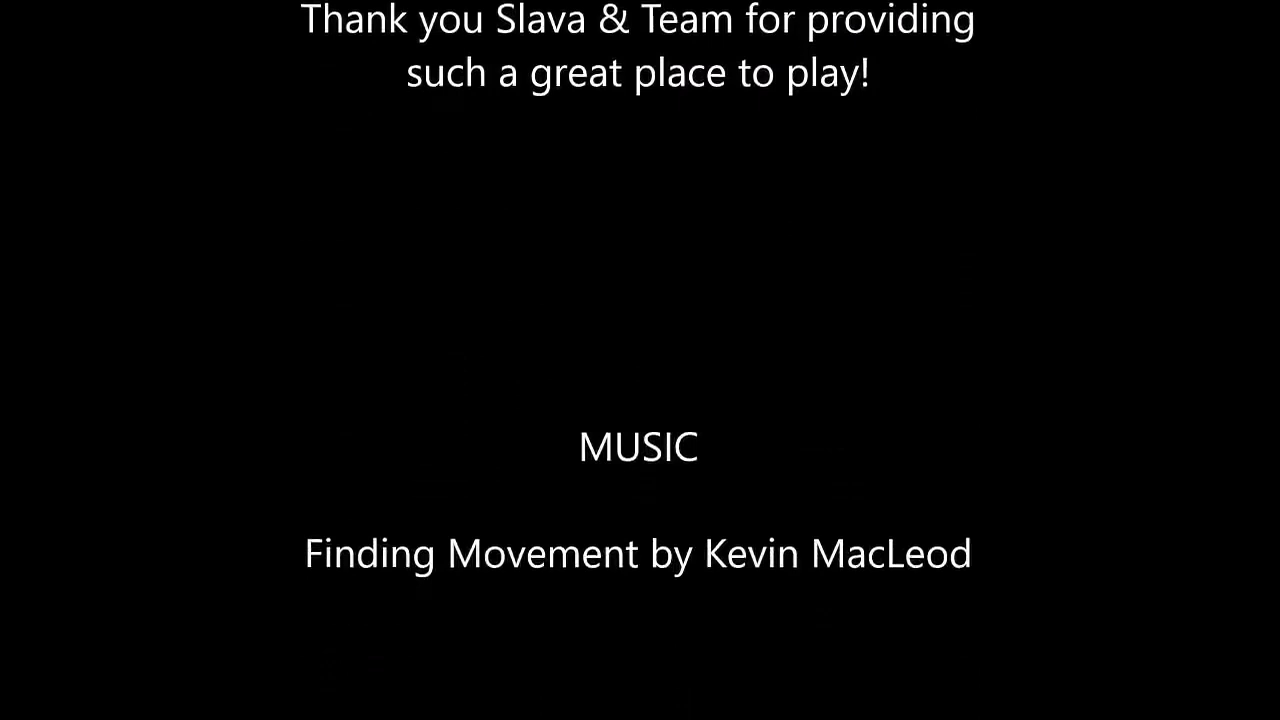 Thank you Slava & Team for providing
such a great place to play!
MUSIC
Finding Movement by Kevin MacLeod